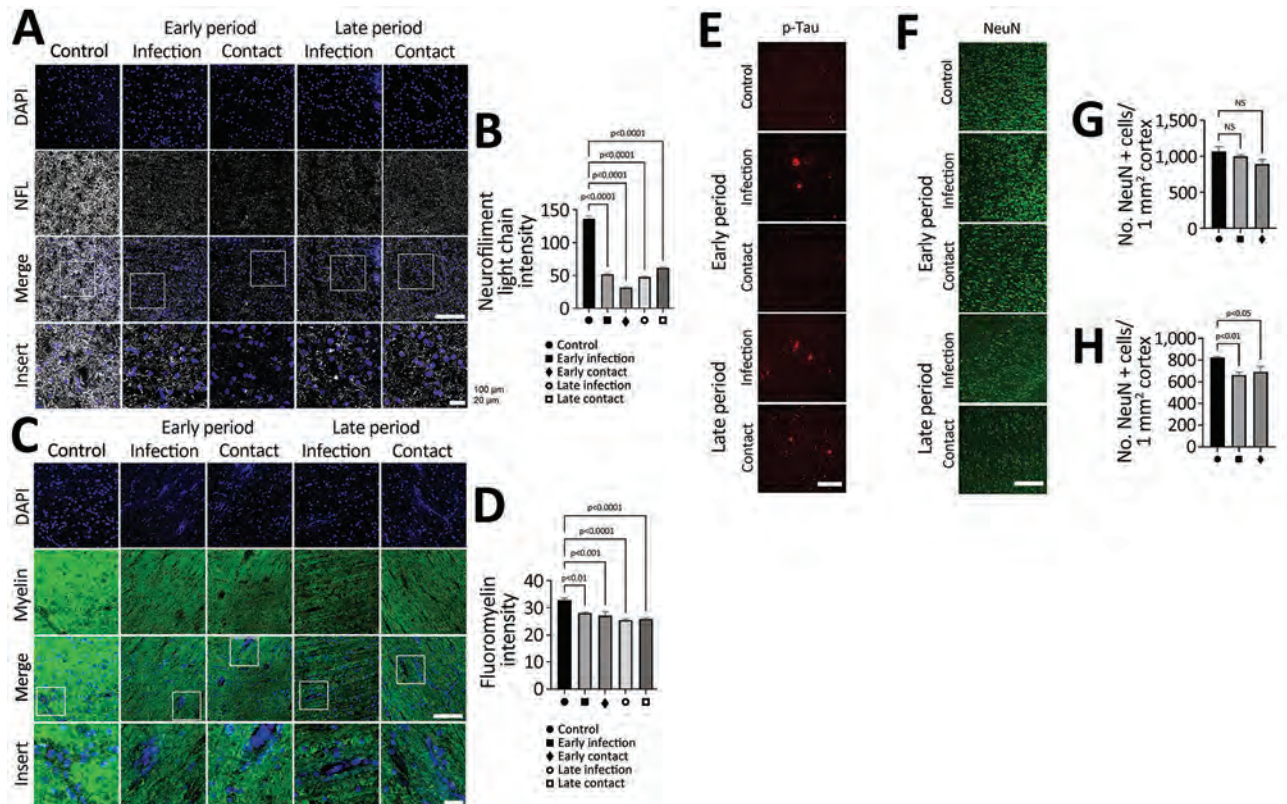 A
Early period
Late period
Control
Infection
Contact
Infection
Contact
DAPI
NFL
Merge
Insert
100 µm
20 µm
B
p<0.0001
p<0.0001
p<0.0001
p<0.0001
Neurofiliment
light chain
intensity
150
100
50
0
Control
Early infection
Early contact
Late infection
Late contact
C
Early period
Late period
Control
Infection
Contact
Infection
Contact
DAPI
Myelin
Merge
Insert
D
p<0.0001
p<0.0001
p<0.001
p<0.01
Fluoromyelin
intensity
40
30
20
10
0
Control
Early infection
Early contact
Late infection
Late contact
E
p-Tau
Control
Early period
Infection
Contact
Late period
Infection
Contact
F
NeuN
Control
Early period
Infection
Contact
Late period
Infection
Contact
G
NS
NS
No. NeuN + cells/
1 mm² cortex
1,500
1,000
500
0
H
p<0.05
p<0.01
No. NeuN + cells/
1 mm² cortex
1,000
800
600
400
200
0